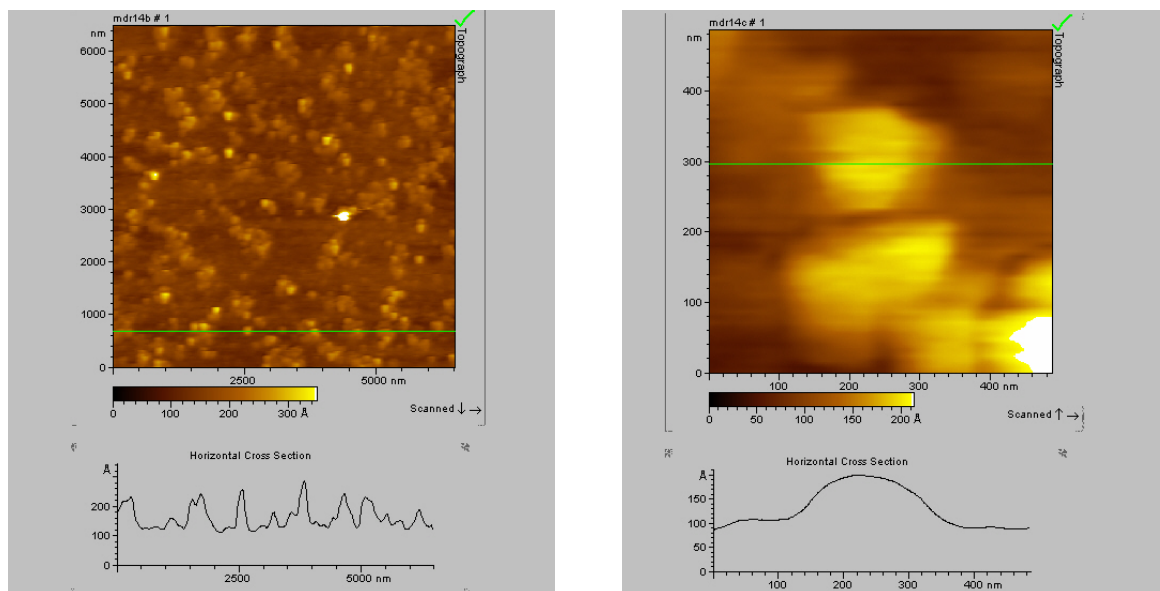 mdr14b # 1
nm
6000
5000
4000
3000
2000
1000
0
Topograph
2500
5000 nm
0 100 200 300 Å
Scanned ↓ →
Horizontal Cross Section
Å
200
100
0
2500
5000 nm
mdr14c # 1
nm
400
300
200
100
0
Topograph
100 200 300 400 nm
0 50 100 150 200 Å
Scanned ↑ →
Horizontal Cross Section
Å
150
100
50
0
0 100 200 300 400 nm